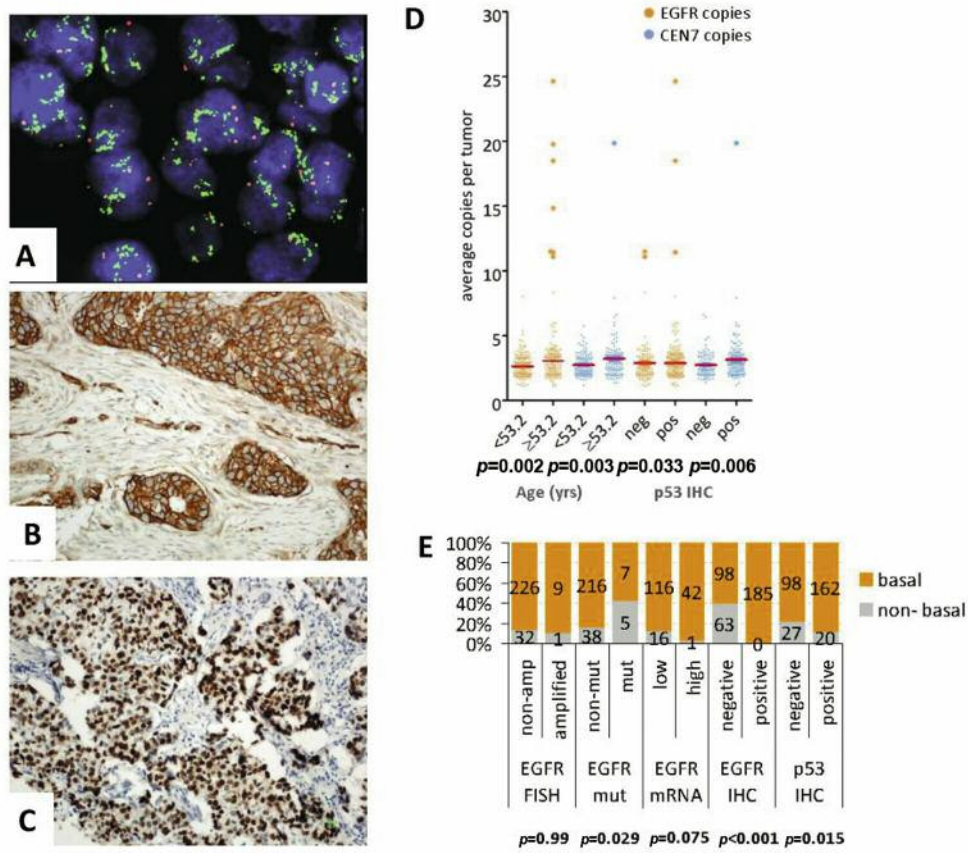 A
B
C
D
EGFR copies
CEN7 copies
average copies per tumor
30
25
20
15
10
5
0
<53.2
≥53.2
<53.2
≥53.2
neg
pos
neg
pos
p=0.002 p=0.003 p=0.033 p=0.006
Age (yrs) p53 IHC
E
100%
80%
60%
40%
20%
0%
226 9 216 7 116 42 98 185 98 162
32 1 38 5 16 1 63 0 27 20
basal
non- basal
non-amp
amplified
non-mut
mut
low
high
negative
positive
negative
positive
EGFR EGFR EGFR EGFR p53
FISH mut mRNA IHC IHC
p=0.99 p=0.029 p=0.075 p<0.001 p=0.015